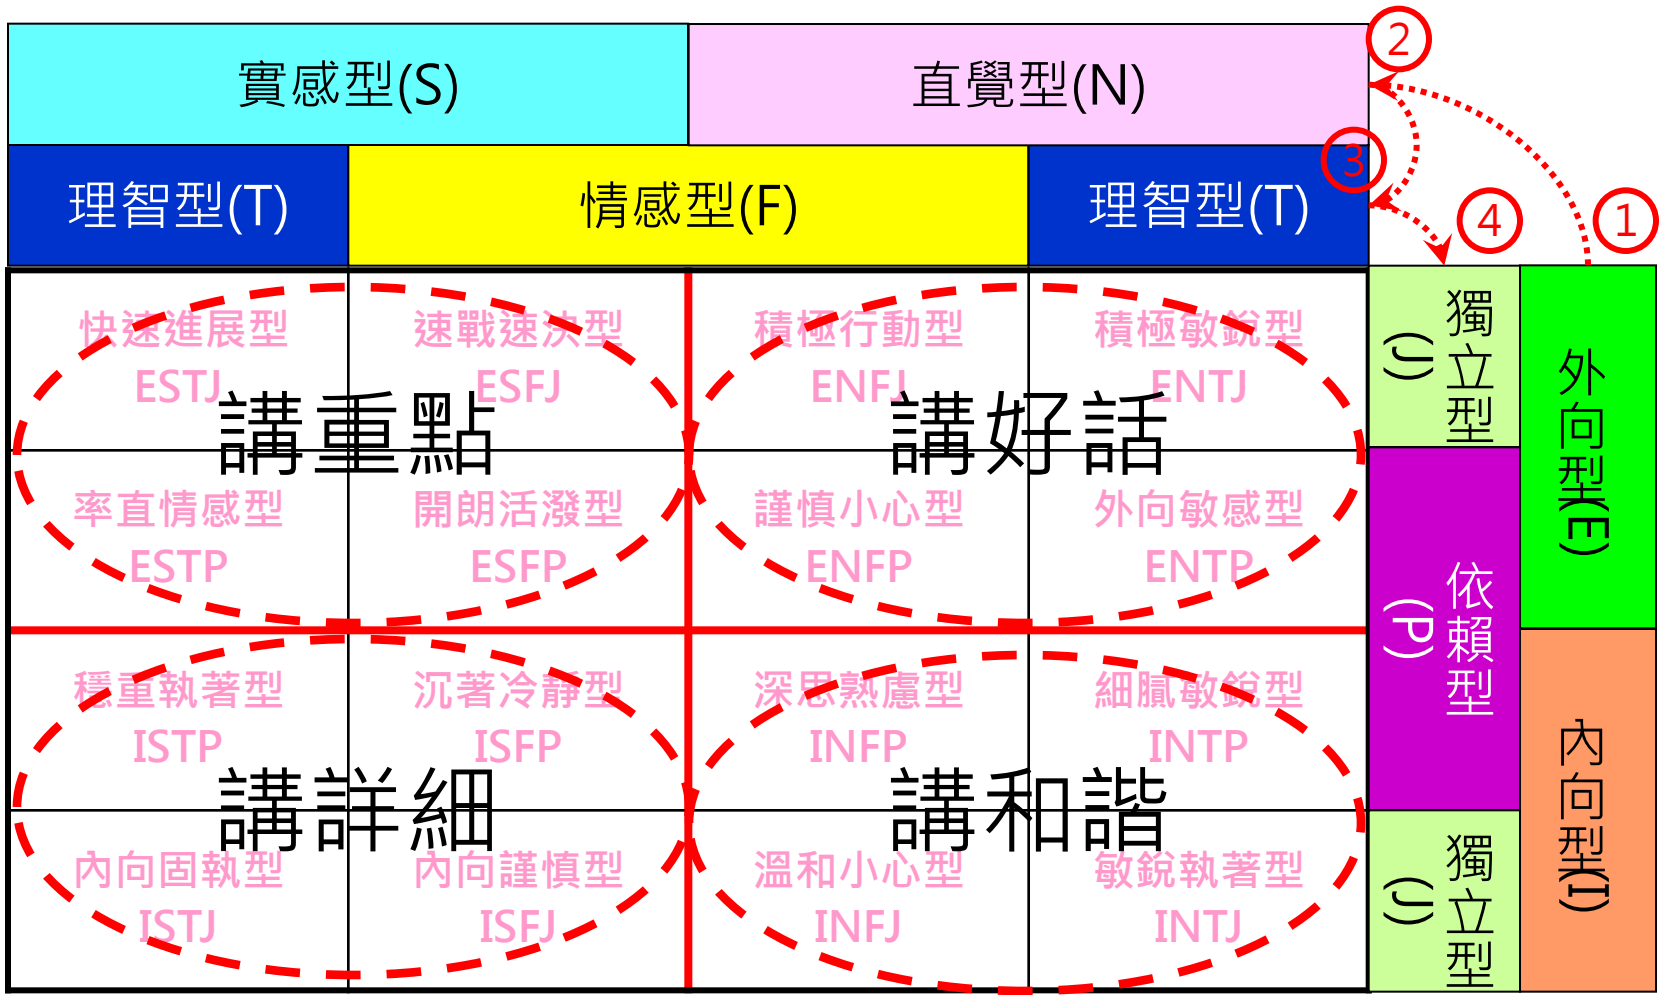 實感型(S)
直覺型(N)
②
理智型(T)
情感型(F)
理智型(T)
③
④
①
快速進展型
ESTJ
速戰速決型
ESFJ
積極行動型
ENFJ
積極敏銳型
ENTJ
獨立型
(J)
外向型(E)
講重點
講好話
率直情感型
ESTP
開朗活潑型
ESFP
謹慎小心型
ENFP
外向敏感型
ENTP
依賴型
(P)
穩重執著型
ISTP
沉著冷靜型
ISFP
深思熟慮型
INFP
細膩敏銳型
INTP
內向型(I)
講詳細
講和諧
內向固執型
ISTJ
內向謹慎型
ISFJ
溫和小心型
INFJ
敏銳執著型
INTJ
獨立型
(J)